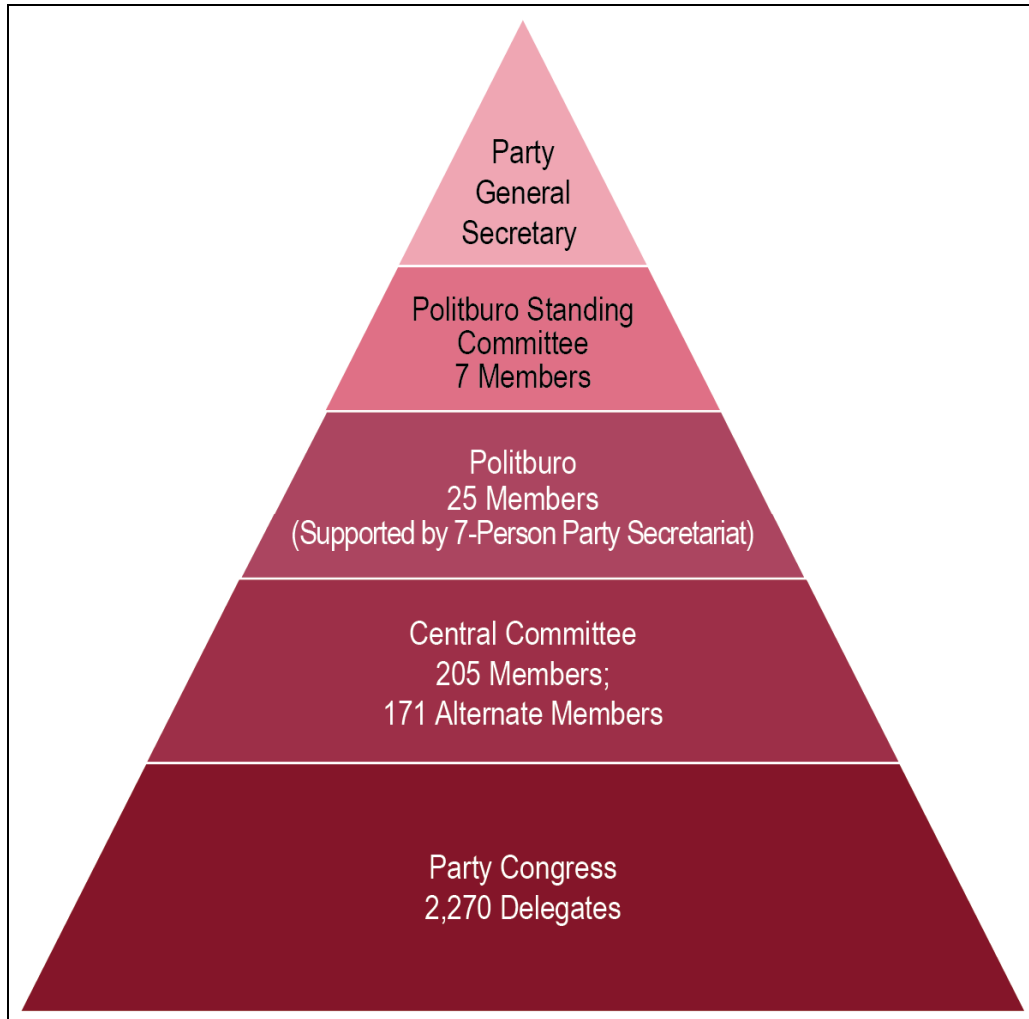 Party
General
Secretary
Politburo Standing
Committee
7 Members
Politburo
25 Members
(Supported by 7-Person Party Secretariat)
Central Committee
205 Members;
171 Alternate Members
Party Congress
2,270 Delegates